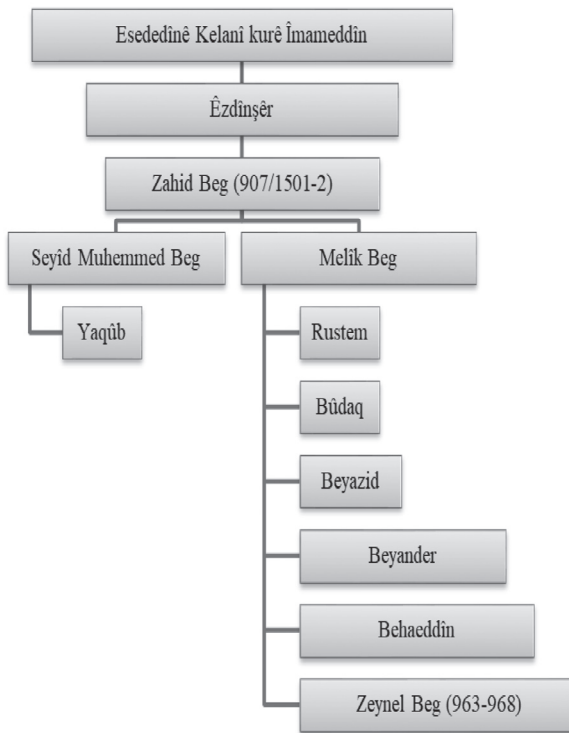 Esededînê Kelanî kurê Îmameddîn
Êzdînşêr
Zahid Beg (907/1501-2)
Seyîd Muhemmed Beg
Melîk Beg
Yaqûb
Rustem
Bûdaq
Beyazid
Beyander
Behaeddîn
Zeynel Beg (963-968)